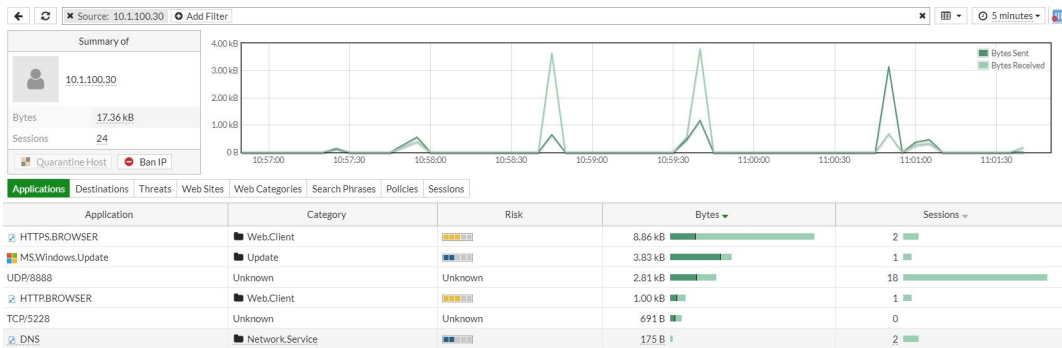 Source: 10.1.100.30 Add Filter 5 minutes
Summary of
10.1.100.30
Bytes 17.36 kB
Sessions 24
Quarantine Host Ban IP
4.00 kB
3.00 kB
2.00 kB
1.00 kB
0 B
Bytes Sent
Bytes Received
10:57:00 10:57:30 10:58:00 10:58:30 10:59:00 10:59:30 11:00:00 11:00:30 11:01:00 11:01:30
Applications Destinations Threats Web Sites Web Categories Search Phrases Policies Sessions
Application Category Risk Bytes Sessions
HTTPS.BROWSER Web.Client 8.86 kB 2
MS.Windows.Update Update 3.83 kB 1
UDP/8888 Unknown Unknown 2.81 kB 18
HTTP.BROWSER Web.Client 1.00 kB 1
TCP/5228 Unknown Unknown 691 B 0
DNS Network.Service 175 B 2